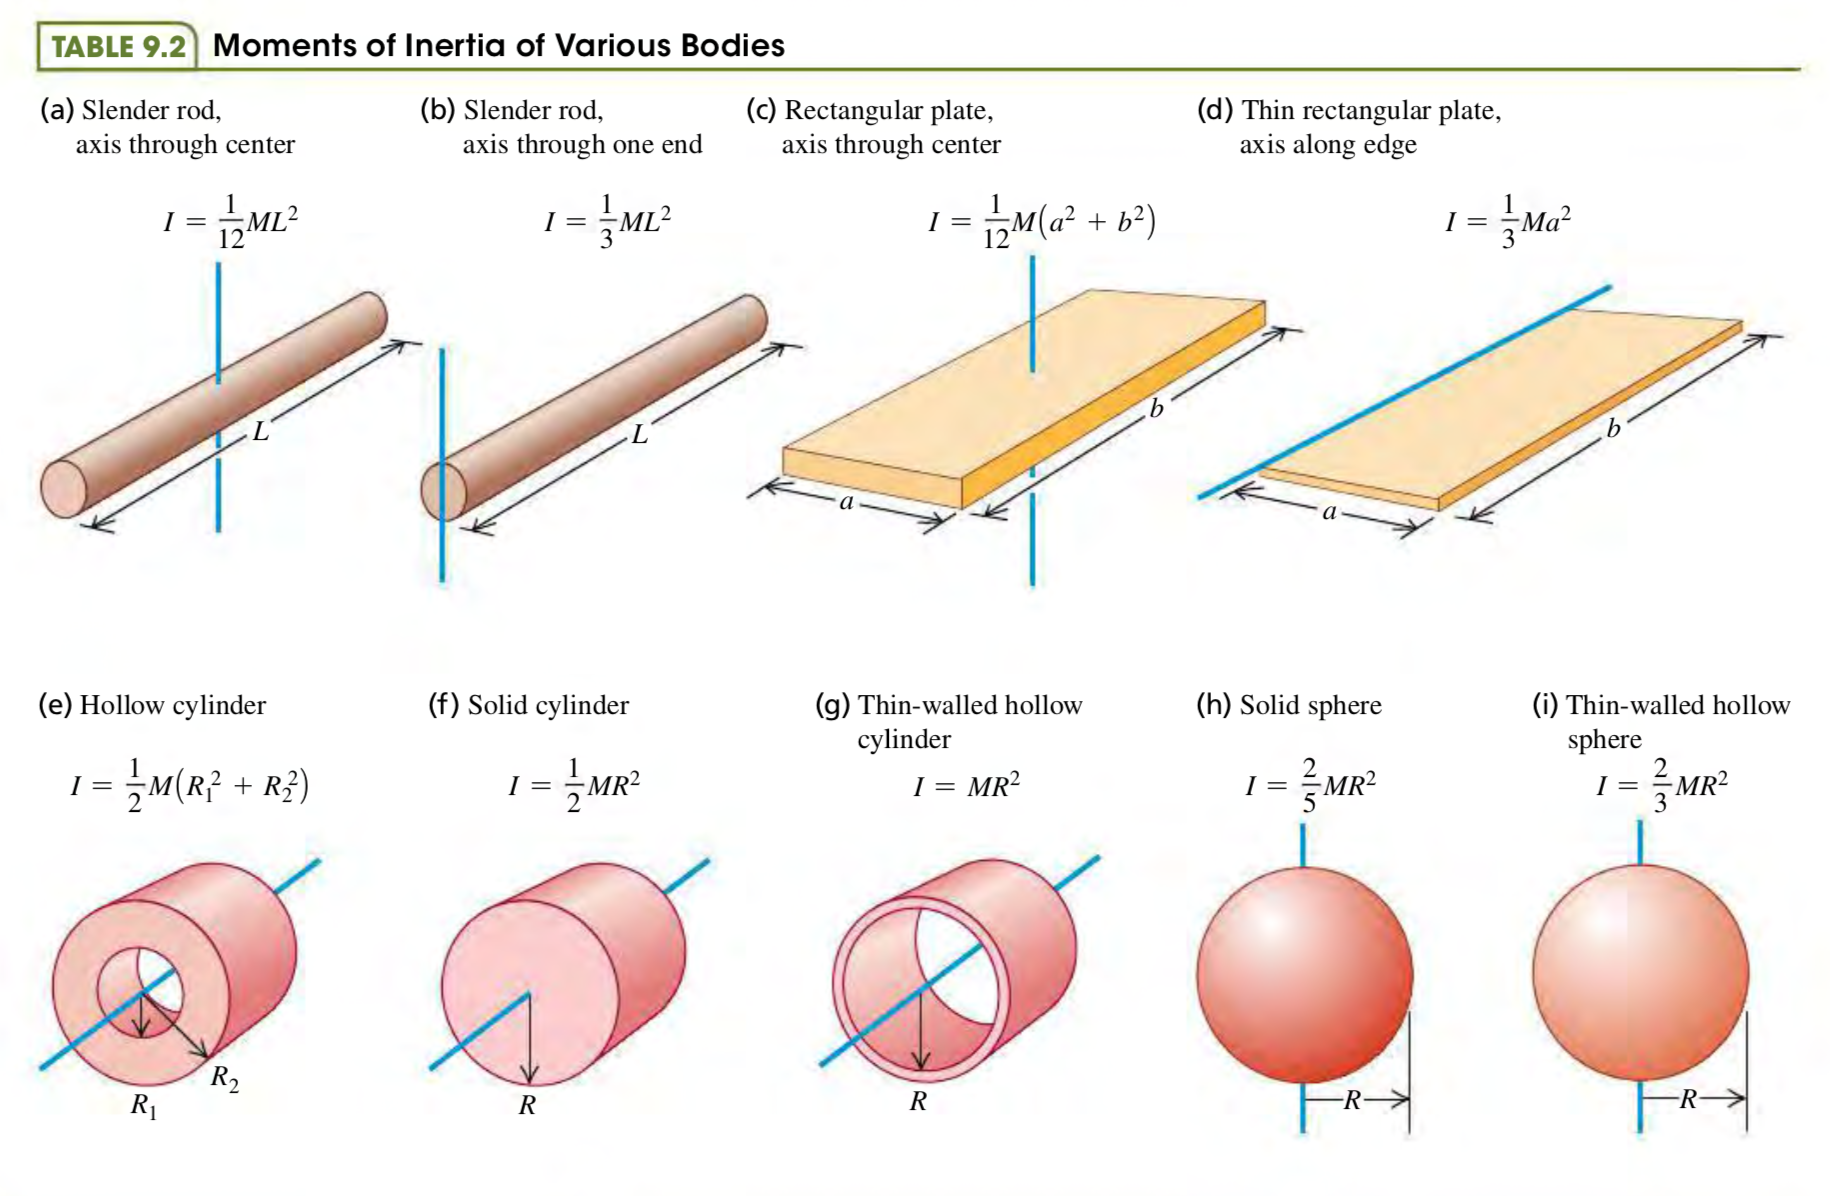 TABLE 9.2 Moments of Inertia of Various Bodies
(a) Slender rod,
axis through center
I = 1/12 ML²
L
(b) Slender rod,
axis through one end
I = 1/3 ML²
L
(c) Rectangular plate,
axis through center
I = 1/12 M(a² + b²)
b
a
(d) Thin rectangular plate,
axis along edge
I = 1/3 Ma²
b
a
(e) Hollow cylinder
I = 1/2 M(R₁² + R₂²)
R₂
R₁
(f) Solid cylinder
I = 1/2 MR²
R
(g) Thin-walled hollow
cylinder
I = MR²
R
(h) Solid sphere
I = 2/5 MR²
R
(i) Thin-walled hollow
sphere
I = 2/3 MR²
R